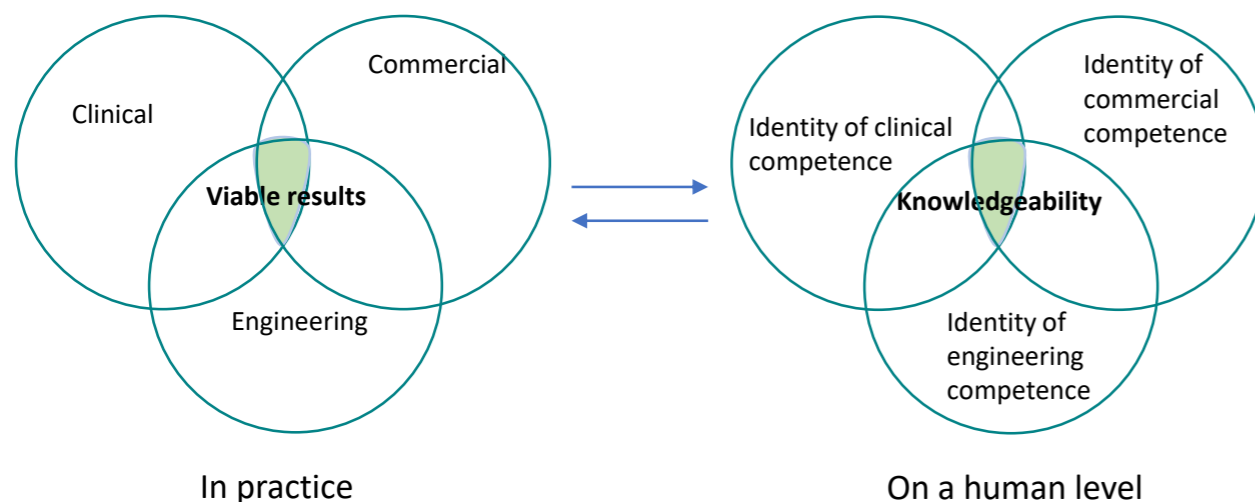 Clinical
Commercial
Viable results
Engineering
In practice
Identity of clinical
competence
Identity of
commercial
competence
Knowledgeability
Identity of
engineering
competence
On a human level